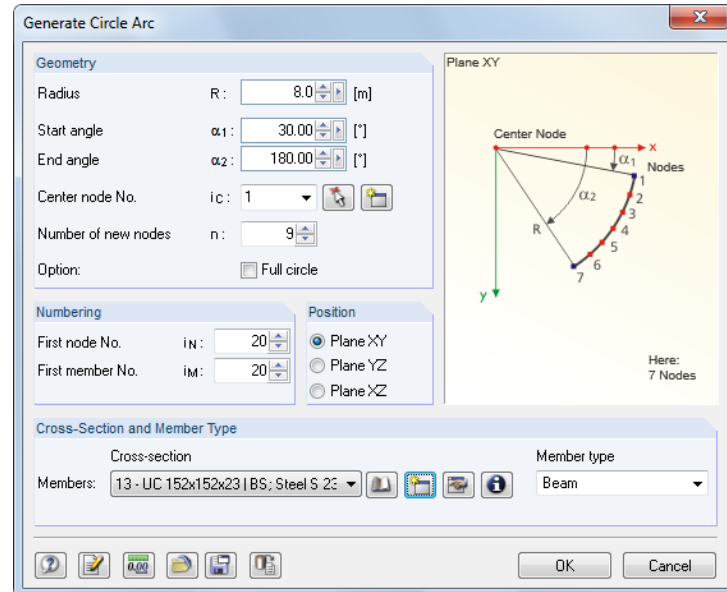 Generate Circle Arc
Geometry
Radius R: 8.0 [m]
Start angle α1: 30.00 [°]
End angle α2: 180.00 [°]
Center node No. iC: 1
Number of new nodes n: 9
Option: Full circle
Plane XY
Center Node
x
α1
Nodes
α2
1
2
3
R
4
5
6
7
y
Here:
7 Nodes
Numbering
First node No. iN: 20
First member No. iM: 20
Position
Plane XY
Plane YZ
Plane XZ
Cross-Section and Member Type
Cross-section Member type
Members: 13 - UC 152x152x23 | BS; Steel S 23 Beam
0.00
OK Cancel